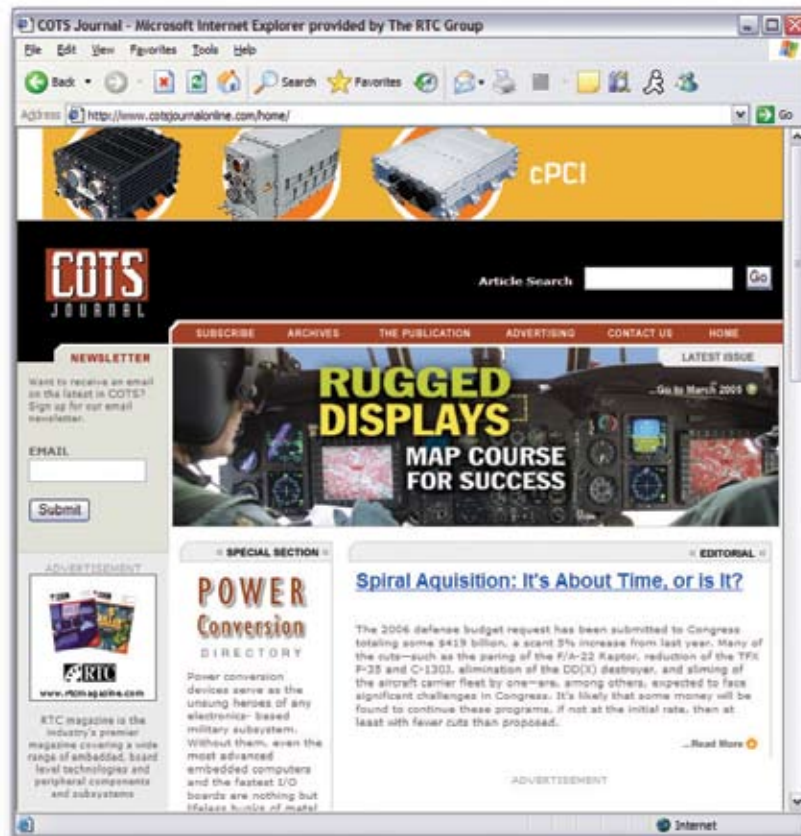 COTS Journal - Microsoft Internet Explorer provided by The RTC Group
File Edit View Favorites Tools Help
Back Search Favorites
Address http://www.cotsjournalonline.com/home/ Go
cPCI
COTS
JOURNAL
Article Search Go
SUBSCRIBE ARCHIVES THE PUBLICATION ADVERTISING CONTACT US HOME
NEWSLETTER
Want to receive an email
on the latest in COTS?
Sign up for our email
newsletter.
EMAIL
Submit
LATEST ISSUE
...Go to March 2005
RUGGED
DISPLAYS
MAP COURSE
FOR SUCCESS
ADVERTISEMENT
RTC
www.rtcmagazine.com
RTC magazine is the
industry's premier
magazine covering a wide
range of embedded, board
level technologies and
peripheral components
and subsystems
« SPECIAL SECTION «
POWER
Conversion
DIRECTORY
Power conversion
devices serve as the
unsung heroes of any
electronics- based
military subsystem.
Without them, even the
most advanced
embedded computers
and the fastest I/O
boards are nothing but
lifeless hunks of metal
« EDITORIAL «
Spiral Aquisition: It's About Time, or is It?
The 2006 defense budget request has been submitted to Congress
totaling some $419 billion, a scant 5% increase from last year. Many of
the cuts—such as the pairing of the F/A-22 Raptor, reduction of the TFX
F-35 and C-130J, elimination of the DD(X) destroyer, and sliming of
the aircraft carrier fleet by one—are, among others, expected to face
significant challenges in Congress. It's likely that some money will be
found to continue these programs, if not at the initial rate, then at
least with fewer cuts than proposed.
...Read More
ADVERTISEMENT
Internet